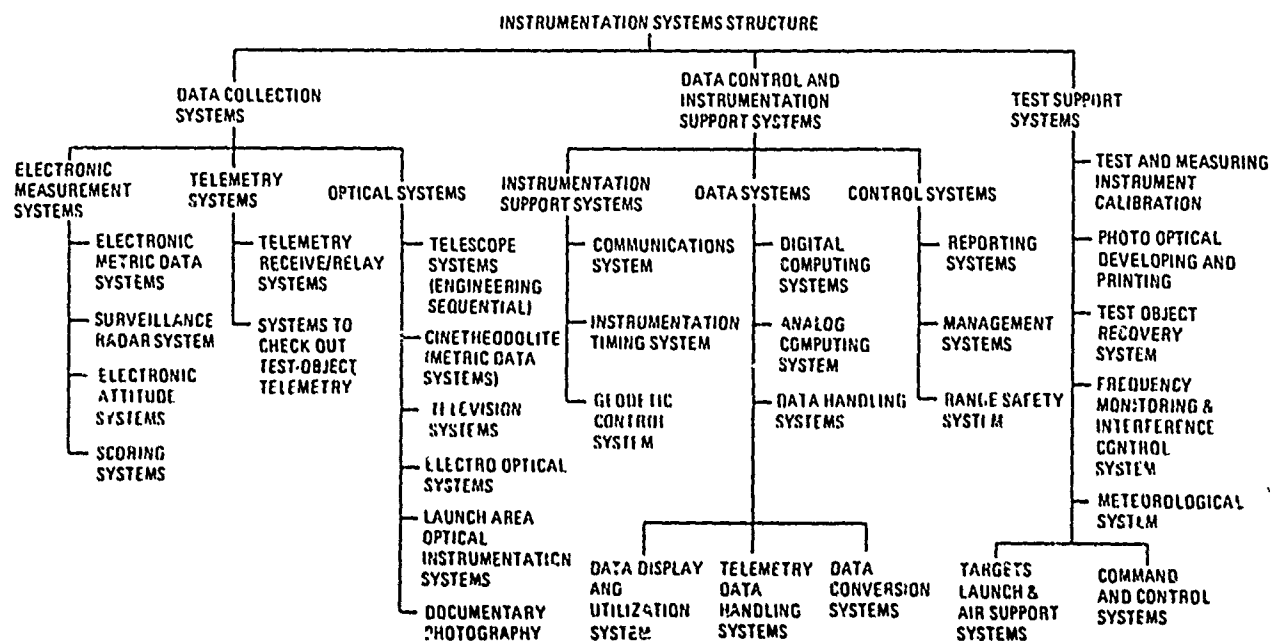 INSTRUMENTATION SYSTEMS STRUCTURE
DATA COLLECTION
SYSTEMS
DATA CONTROL AND
INSTRUMENTATION
SUPPORT SYSTEMS
TEST SUPPORT
SYSTEMS
ELECTRONIC
MEASUREMENT
SYSTEMS
ELECTRONIC
METRIC DATA
SYSTEMS
SURVEILLANCE
RADAR SYSTEM
ELECTRONIC
ATTITUDE
SYSTEMS
SCORING
SYSTEMS
TELEMETRY
SYSTEMS
TELEMETRY
RECEIVE/RELAY
SYSTEMS
SYSTEMS TO
CHECK OUT
TEST-OBJECT
TELEMETRY
OPTICAL SYSTEMS
TELESCOPE
SYSTEMS
(ENGINEERING
SEQUENTIAL)
CINETHEODOLITE
(METRIC DATA
SYSTEMS)
TELEVISION
SYSTEMS
ELECTRO OPTICAL
SYSTEMS
LAUNCH AREA
OPTICAL
INSTRUMENTATION
SYSTEMS
DOCUMENTARY
PHOTOGRAPHY
INSTRUMENTATION
SUPPORT SYSTEMS
COMMUNICATIONS
SYSTEM
INSTRUMENTATION
TIMING SYSTEM
GEODETIC
CONTROL
SYSTEM
DATA SYSTEMS
DIGITAL
COMPUTING
SYSTEMS
ANALOG
COMPUTING
SYSTEM
DATA HANDLING
SYSTEMS
DATA DISPLAY
AND
UTILIZATION
SYSTEM
TELEMETRY
DATA
HANDLING
SYSTEMS
DATA
CONVERSION
SYSTEMS
CONTROL SYSTEMS
REPORTING
SYSTEMS
MANAGEMENT
SYSTEMS
RANGE SAFETY
SYSTEM
TEST AND MEASURING
INSTRUMENT
CALIBRATION
PHOTO OPTICAL
DEVELOPING AND
PRINTING
TEST OBJECT
RECOVERY
SYSTEM
FREQUENCY
MONITORING &
INTERFERENCE
CONTROL
SYSTEM
METEOROLOGICAL
SYSTEM
TARGETS
LAUNCH &
AIR SUPPORT
SYSTEMS
COMMAND
AND CONTROL
SYSTEMS